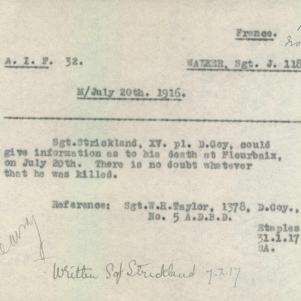 France.
A. I. F. 32.
WALKER, Sgt. J. 118
M/July 20th. 1916.
Sgt.Strickland, XV. pl. D.Coy, could
give information as to his death at Fleurbaix,
on July 20th. There is no doubt whatever
that he was killed.
Reference: Sgt.W.H.Taylor, 1378, D.Coy.,
No. 5 A.D.B.D.
Etaples
31.1.17
Written Sgt Strickland 7.2.17